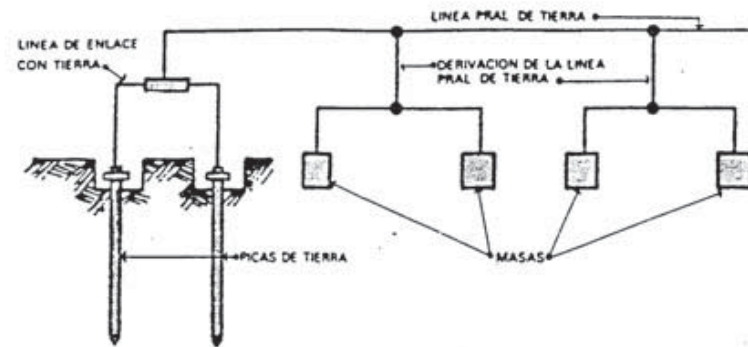 LINEA PRAL DE TIERRA
LINEA DE ENLACE
CON TIERRA
DERIVACION DE LA LINEA
PRAL DE TIERRA
PICAS DE TIERRA
MASAS